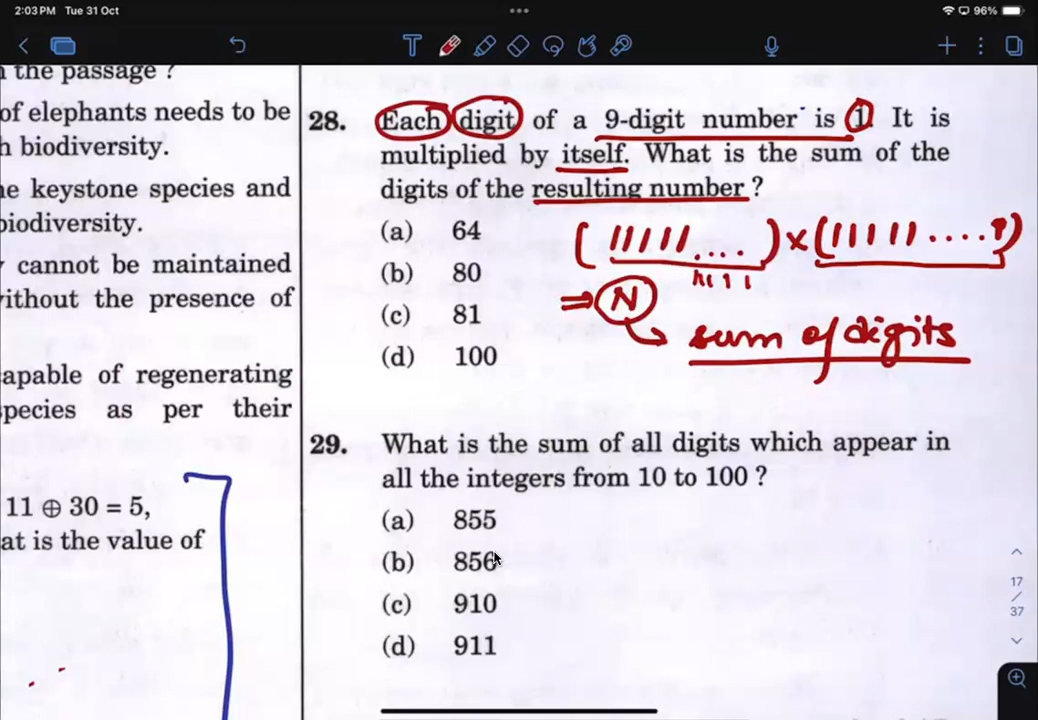 2:03 PM Tue 31 Oct
96%
n the passage ?
of elephants needs to be
h biodiversity.
ne keystone species and
biodiversity.
y cannot be maintained
without the presence of
apable of regenerating
species as per their
11 ⊕ 30 = 5,
at is the value of
28. Each digit of a 9-digit number is 1. It is
multiplied by itself. What is the sum of the
digits of the resulting number ?
(a) 64
(b) 80
(c) 81
(d) 100
( 11111.... ) × ( 11111....1 )
1111
⇒ N
sum of digits
29. What is the sum of all digits which appear in
all the integers from 10 to 100 ?
(a) 855
(b) 856
(c) 910
(d) 911
17
/
37